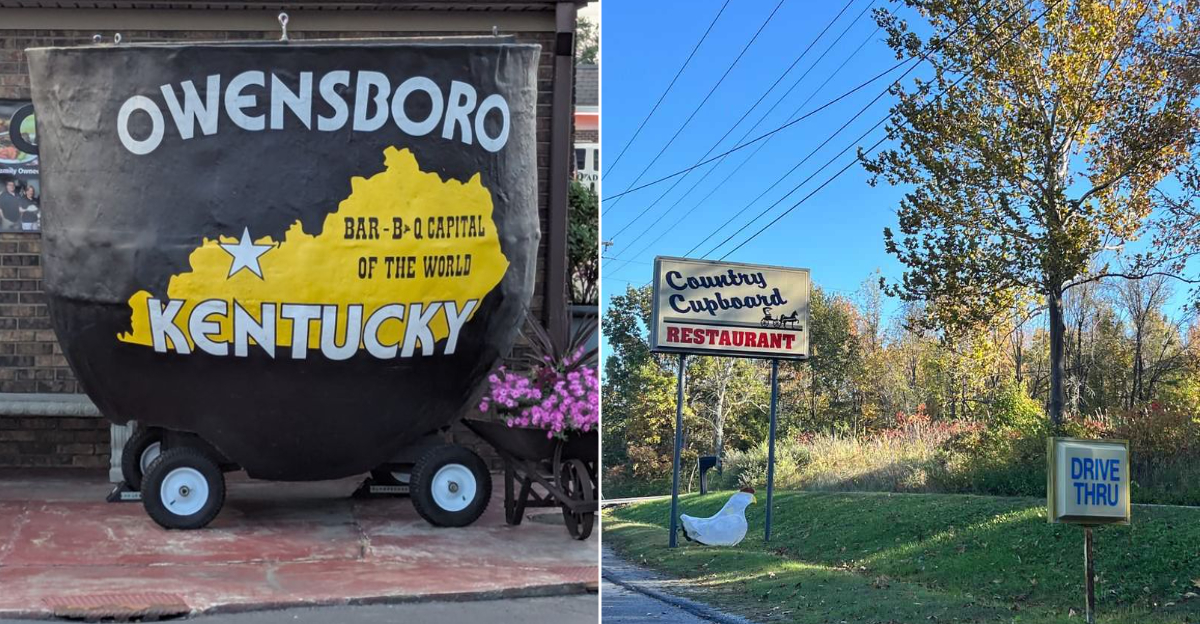 OWENSBORO
BAR-B-Q CAPITAL
OF THE WORLD
KENTUCKY
Country
Cupboard
RESTAURANT
DRIVE
THRU